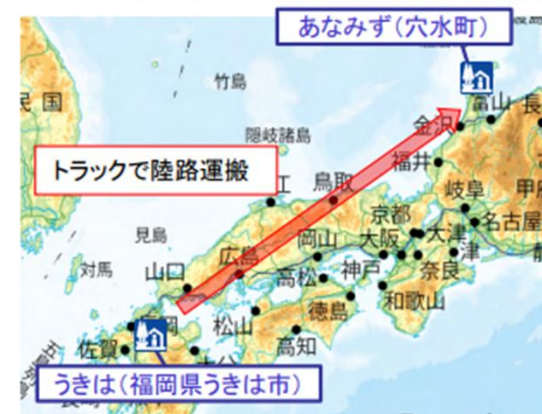 あなみず（穴水町）
竹島
民国
富山
長
金沢
隠岐諸島
トラックで陸路運搬
福井
江
鳥取
岐阜
甲府
京都
名古屋
見島
岡山
大阪
大津
津
広島
対馬
山口
高松
神戸
奈良
徳島
和歌山
岡
松山
佐賀
高知
うきは（福岡県うきは市）